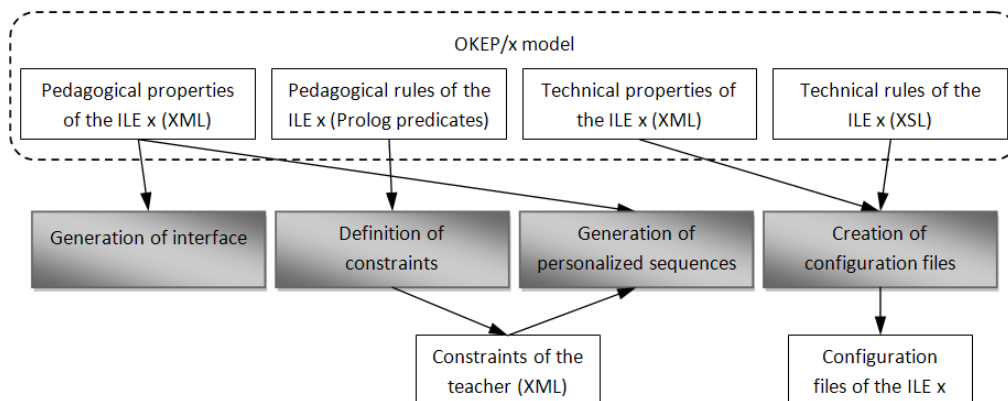 OKEP/x model
Pedagogical properties
of the ILE x (XML)
Pedagogical rules of the
ILE x (Prolog predicates)
Technical properties of
the ILE x (XML)
Technical rules of the
ILE x (XSL)
Generation of interface
Definition of
constraints
Generation of
personalized sequences
Creation of
configuration files
Constraints of the
teacher (XML)
Configuration
files of the ILE x